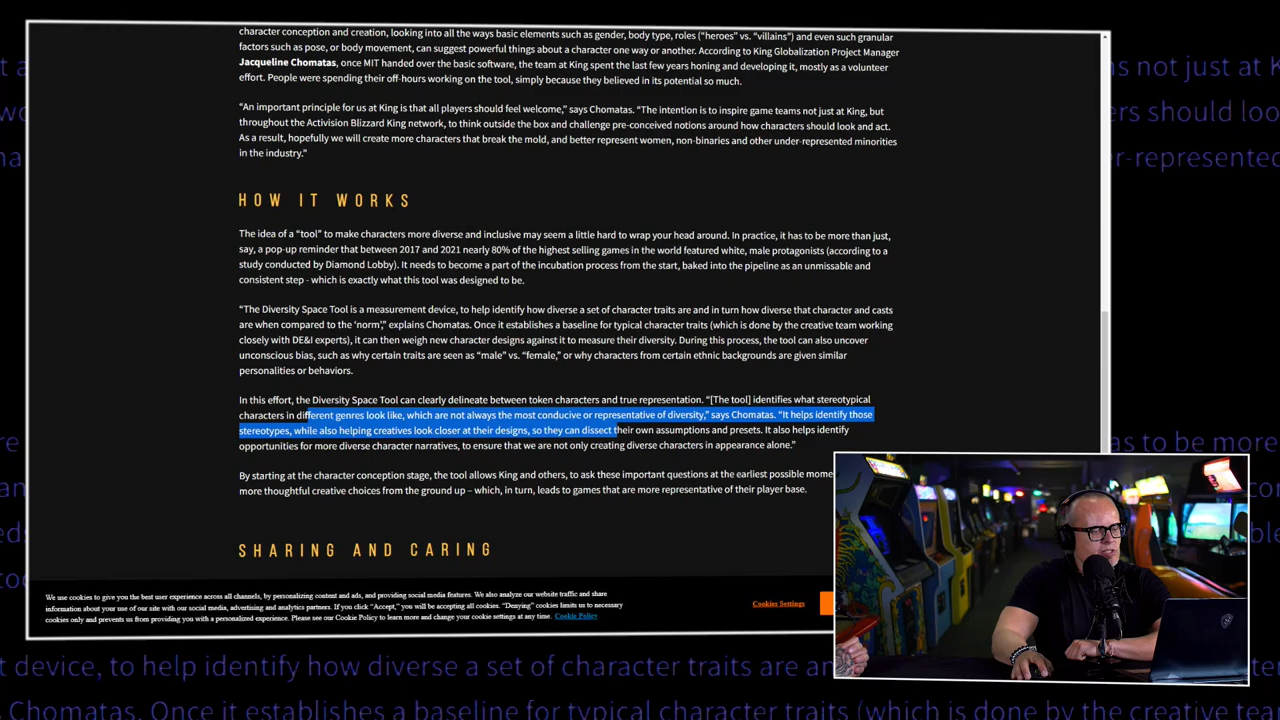 character conception and creation, looking into all the ways basic elements such as gender, body type, roles ("heroes" vs. "villains") and even such granular
factors such as pose, or body movement, can suggest powerful things about a character one way or another. According to King Globalization Project Manager
Jacqueline Chomatas, once MIT handed over the basic software, the team at King spent the last few years honing and developing it, mostly as a volunteer
effort. People were spending their off-hours working on the tool, simply because they believed in its potential so much.
“An important principle for us at King is that all players should feel welcome,” says Chomatas. “The intention is to inspire game teams not just at King, but
throughout the Activision Blizzard King network, to think outside the box and challenge pre-conceived notions around how characters should look and act.
As a result, hopefully we will create more characters that break the mold, and better represent women, non-binaries and other under-represented minorities
in the industry.”
HOW IT WORKS
The idea of a “tool” to make characters more diverse and inclusive may seem a little hard to wrap your head around. In practice, it has to be more than just,
say, a pop-up reminder that between 2017 and 2021 nearly 80% of the highest selling games in the world featured white, male protagonists (according to a
study conducted by Diamond Lobby). It needs to become a part of the incubation process from the start, baked into the pipeline as an unmissable and
consistent step - which is exactly what this tool was designed to be.
“The Diversity Space Tool is a measurement device, to help identify how diverse a set of character traits are and in turn how diverse that character and casts
are when compared to the ‘norm’,” explains Chomatas. Once it establishes a baseline for typical character traits (which is done by the creative team working
closely with DE&I experts), it can then weigh new character designs against it to measure their diversity. During this process, the tool can also uncover
unconscious bias, such as why certain traits are seen as “male” vs. “female,” or why characters from certain ethnic backgrounds are given similar
personalities or behaviors.
In this effort, the Diversity Space Tool can clearly delineate between token characters and true representation. “[The tool] identifies what stereotypical
characters in different genres look like, which are not always the most conducive or representative of diversity,” says Chomatas. “It helps identify those
stereotypes, while also helping creatives look closer at their designs, so they can dissect their own assumptions and presets. It also helps identify
opportunities for more diverse character narratives, to ensure that we are not only creating diverse characters in appearance alone.”
By starting at the character conception stage, the tool allows King and others, to ask these important questions at the earliest possible
more thoughtful creative choices from the ground up – which, in turn, leads to games that are more representative of their player base.
SHARING AND CARING
We use cookies to give you the best user experience across all channels, by personalizing content and ads, and providing social media features. We also analyze our website traffic and share
information about your use of our site with our social media, advertising and analytics partners. If you click "Accept," you will be accepting all cookies. "Denying" cookies limits us to necessary
cookies only and prevents us from providing you with a personalized experience. Please see our Cookie Policy to learn more and change your cookie settings at any time. Cookie Policy
Cookies Settings
ns not just at K
ers should look
r-represented
t device, to help identify how diverse a set of character traits are an
Chomatas. Once it establishes a baseline for typical character traits (which is done by the creative team